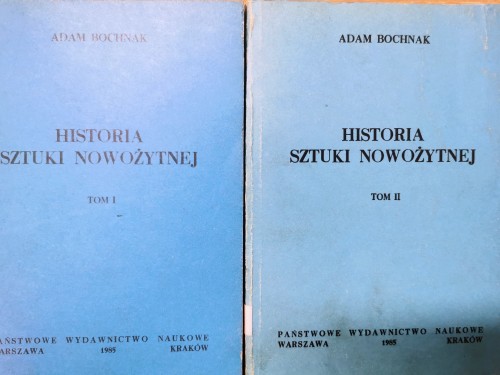 ADAM BOCHNAK
HISTORIA
SZTUKI NOWOŻYTNEJ
TOM I
PAŃSTWOWE WYDAWNICTWO NAUKOWE
WARSZAWA 1985 KRAKÓW
ADAM BOCHNAK
HISTORIA
SZTUKI NOWOŻYTNEJ
TOM II
PAŃSTWOWE WYDAWNICTWO NAUKOWE
WARSZAWA 1985 KRAKÓW